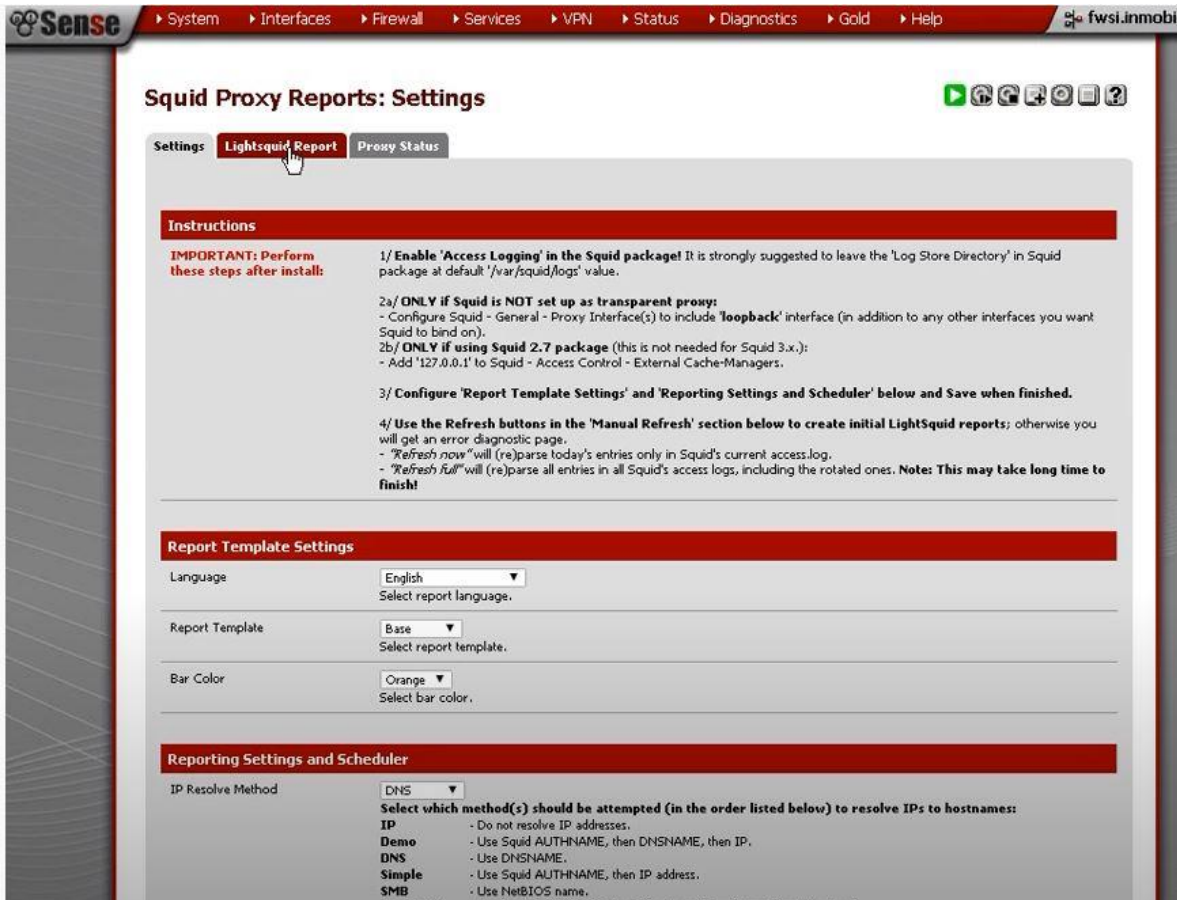 Sense
System Interfaces Firewall Services VPN Status Diagnostics Gold Help
fwsi.inmobi
Squid Proxy Reports: Settings
?
Settings Lightsquid Report Proxy Status
Instructions
IMPORTANT: Perform
these steps after install:
1/ Enable 'Access Logging' in the Squid package! It is strongly suggested to leave the 'Log Store Directory' in Squid
package at default '/var/squid/logs' value.
2a/ ONLY if Squid is NOT set up as transparent proxy:
- Configure Squid - General - Proxy Interface(s) to include 'loopback' interface (in addition to any other interfaces you want
Squid to bind on).
2b/ ONLY if using Squid 2.7 package (this is not needed for Squid 3.x.):
- Add '127.0.0.1' to Squid - Access Control - External Cache-Managers.
3/ Configure 'Report Template Settings' and 'Reporting Settings and Scheduler' below and Save when finished.
4/ Use the Refresh buttons in the 'Manual Refresh' section below to create initial LightSquid reports; otherwise you
will get an error diagnostic page.
- "Refresh now" will (re)parse today's entries only in Squid's current access.log.
- "Refresh full" will (re)parse all entries in all Squid's access logs, including the rotated ones. Note: This may take long time to
finish!
Report Template Settings
Language
English
Select report language.
Report Template
Base
Select report template.
Bar Color
Orange
Select bar color.
Reporting Settings and Scheduler
IP Resolve Method
DNS
Select which method(s) should be attempted (in the order listed below) to resolve IPs to hostnames:
IP - Do not resolve IP addresses.
Demo - Use Squid AUTHNAME, then DNSNAME, then IP.
DNS - Use DNSNAME.
Simple - Use Squid AUTHNAME, then IP address.
SMB - Use NetBIOS name.